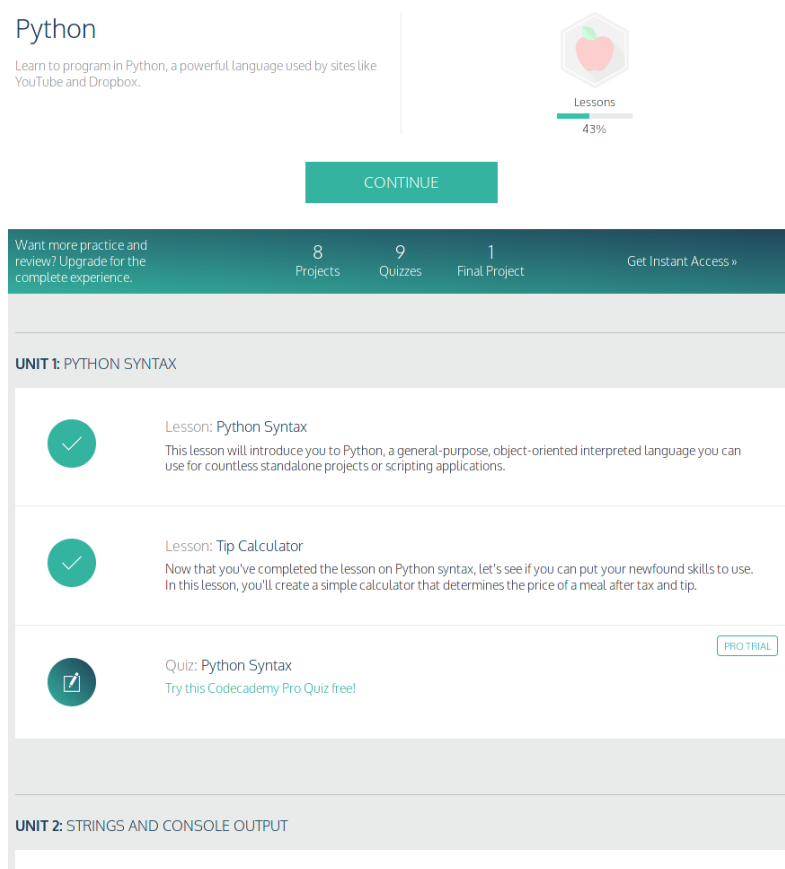 Python
Learn to program in Python, a powerful language used by sites like
YouTube and Dropbox.
Lessons
43%
CONTINUE
Want more practice and
review? Upgrade for the
complete experience.
8
Projects
9
Quizzes
1
Final Project
Get Instant Access »
UNIT 1: PYTHON SYNTAX
Lesson: Python Syntax
This lesson will introduce you to Python, a general-purpose, object-oriented interpreted language you can
use for countless standalone projects or scripting applications.
Lesson: Tip Calculator
Now that you've completed the lesson on Python syntax, let's see if you can put your newfound skills to use.
In this lesson, you'll create a simple calculator that determines the price of a meal after tax and tip.
PRO TRIAL
Quiz: Python Syntax
Try this Codecademy Pro Quiz free!
UNIT 2: STRINGS AND CONSOLE OUTPUT